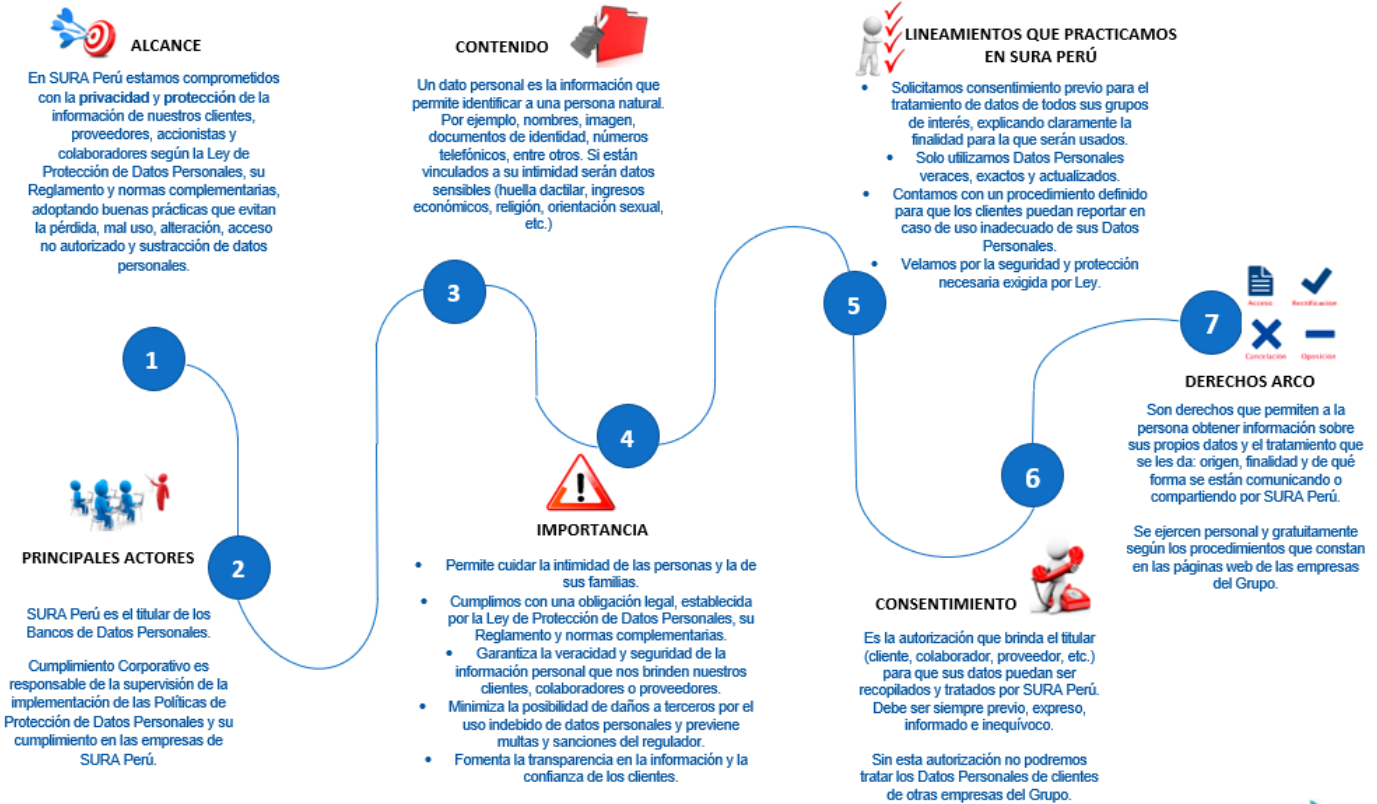 ALCANCE
En SURA Perú estamos comprometidos
con la privacidad y protección de la
información de nuestros clientes,
proveedores, accionistas y
colaboradores según la Ley de
Protección de Datos Personales, su
Reglamento y normas complementarias,
adoptando buenas prácticas que evitan
la pérdida, mal uso, alteración, acceso
no autorizado y sustracción de datos
personales.
1
PRINCIPALES ACTORES
2
SURA Perú es el titular de los
Bancos de Datos Personales.
Cumplimiento Corporativo es
responsable de la supervisión de la
implementación de las Políticas de
Protección de Datos Personales y su
cumplimiento en las empresas de
SURA Perú.
CONTENIDO
Un dato personal es la información que
permite identificar a una persona natural.
Por ejemplo, nombres, imagen,
documentos de identidad, números
telefónicos, entre otros. Si están
vinculados a su intimidad serán datos
sensibles (huella dactilar, ingresos
económicos, religión, orientación sexual,
etc.)
3
4
IMPORTANCIA
• Permite cuidar la intimidad de las personas y la de
sus familias.
• Cumplimos con una obligación legal, establecida
por la Ley de Protección de Datos Personales, su
Reglamento y normas complementarias.
• Garantiza la veracidad y seguridad de la
información personal que nos brinden nuestros
clientes, colaboradores o proveedores.
• Minimiza la posibilidad de daños a terceros por el
uso indebido de datos personales y previene
multas y sanciones del regulador.
• Fomenta la transparencia en la información y la
confianza de los clientes.
LINEAMIENTOS QUE PRACTICAMOS
EN SURA PERÚ
• Solicitamos consentimiento previo para el
tratamiento de datos de todos sus grupos
de interés, explicando claramente la
finalidad para la que serán usados.
• Solo utilizamos Datos Personales
veraces, exactos y actualizados.
• Contamos con un procedimiento definido
para que los clientes puedan reportar en
caso de uso inadecuado de sus Datos
Personales.
• Velamos por la seguridad y protección
necesaria exigida por Ley.
5
6
CONSENTIMIENTO
Es la autorización que brinda el titular
(cliente, colaborador, proveedor, etc.)
para que sus datos puedan ser
recopilados y tratados por SURA Perú.
Debe ser siempre previo, expreso,
informado e inequívoco.
Sin esta autorización no podremos
tratar los Datos Personales de clientes
de otras empresas del Grupo.
7
Acceso Rectificación
Cancelación Oposición
DERECHOS ARCO
Son derechos que permiten a la
persona obtener información sobre
sus propios datos y el tratamiento que
se les da: origen, finalidad y de qué
forma se están comunicando o
compartiendo por SURA Perú.
Se ejercen personal y gratuitamente
según los procedimientos que constan
en las páginas web de las empresas
del Grupo.